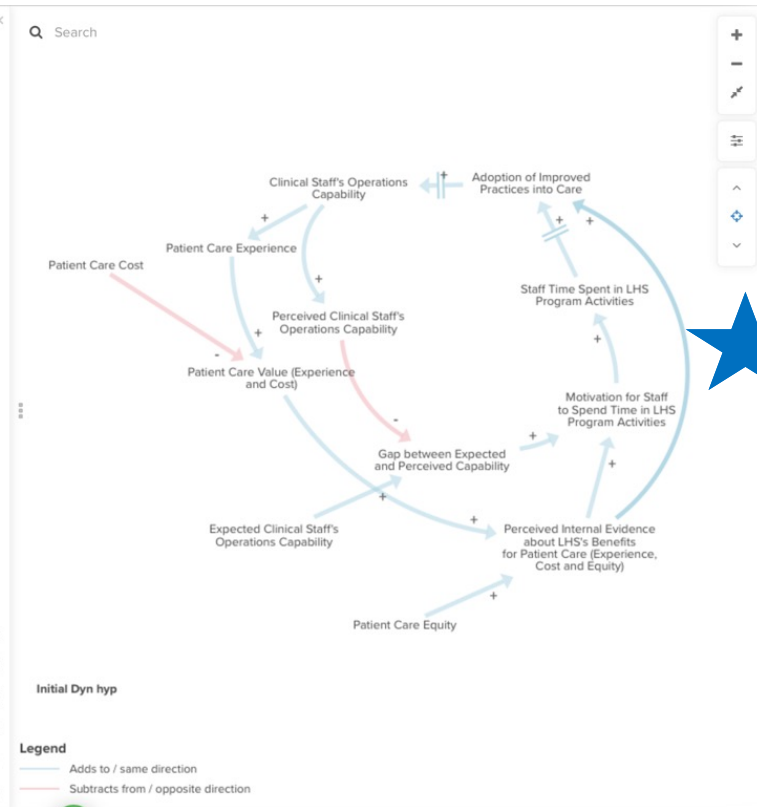 Search
Adoption of Improved
Practices into Care
+
Clinical Staff's Operations
Capability
+
+
+
Patient Care Experience
Patient Care Cost
+
Staff Time Spent in LHS
Program Activities
Perceived Clinical Staff's
Operations Capability
+
+
-
Patient Care Value (Experience
and Cost)
Motivation for Staff
to Spend Time in LHS
Program Activities
-
+
Gap between Expected
and Perceived Capability
+
+
+
Expected Clinical Staff's
Operations Capability
Perceived Internal Evidence
about LHS's Benefits
for Patient Care (Experience,
Cost and Equity)
+
Patient Care Equity
Initial Dyn hyp
Legend
Adds to / same direction
Subtracts from / opposite direction